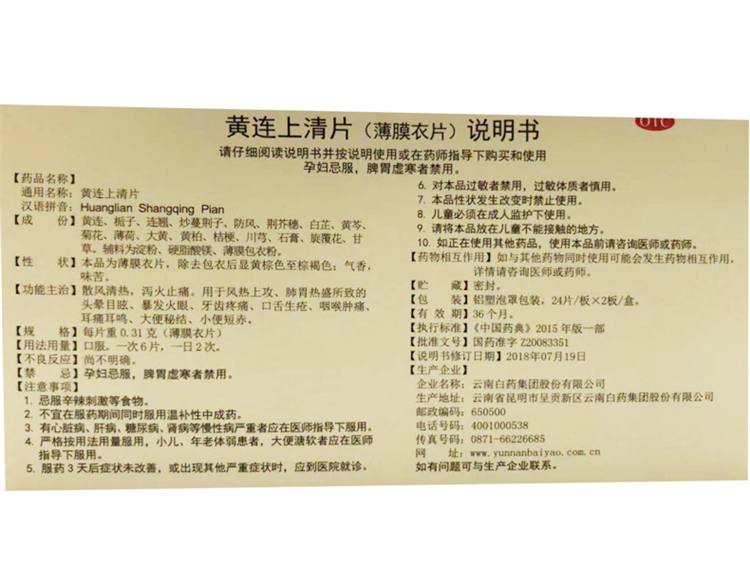 OTC
黄连上清片（薄膜衣片）说明书
请仔细阅读说明书并按说明使用或在药师指导下购买和使用
孕妇忌服，脾胃虚寒者禁用。
【药品名称】
通用名称：黄连上清片
汉语拼音：Huanglian Shangqing Pian
【成　份】黄连、栀子、连翘、炒蔓荆子、防风、荆芥穗、白芷、黄芩、
菊花、薄荷、大黄、黄柏、桔梗、川芎、石膏、旋覆花、甘
草。辅料为淀粉、硬脂酸镁、薄膜包衣粉。
【性　状】本品为薄膜衣片，除去包衣后显黄棕色至棕褐色；气香，
味苦。
【功能主治】散风清热，泻火止痛。用于风热上攻、肺胃热盛所致的
头晕目眩、暴发火眼、牙齿疼痛、口舌生疮、咽喉肿痛、
耳痛耳鸣、大便秘结、小便短赤。
【规　格】每片重0.31克（薄膜衣片）
【用法用量】口服。一次6片，一日2次。
【不良反应】尚不明确。
【禁　忌】孕妇忌服，脾胃虚寒者禁用。
【注意事项】
1. 忌服辛辣刺激等食物。
2. 不宜在服药期间同时服用温补性中成药。
3. 有心脏病、肝病、糖尿病、肾病等慢性病严重者应在医师指导下服用。
4. 严格按用法用量服用，小儿、年老体弱患者，大便溏软者应在医师
指导下服用。
5. 服药3天后症状未改善，或出现其他严重症状时，应到医院就诊。
6. 对本品过敏者禁用，过敏体质者慎用。
7. 本品性状发生改变时禁止使用。
8. 儿童必须在成人监护下使用。
9. 请将本品放在儿童不能接触的地方。
10. 如正在使用其他药品，使用本品前请咨询医师或药师。
【药物相互作用】如与其他药物同时使用可能会发生药物相互作用，
详情请咨询医师或药师。
【贮　藏】密封。
【包　装】铝塑泡罩包装，24片/板×2板/盒。
【有 效 期】36个月。
【执行标准】《中国药典》2015年版一部
【批准文号】国药准字Z20083351
【说明书修订日期】2018年07月19日
【生产企业】
企业名称：云南白药集团股份有限公司
生产地址：云南省昆明市呈贡新区云南白药集团股份有限公司
邮政编码：650500
电话号码：4001000538
传真号码：0871-66226685
网　址：www.yunnanbaiyao.com.cn
如有问题可与生产企业联系。